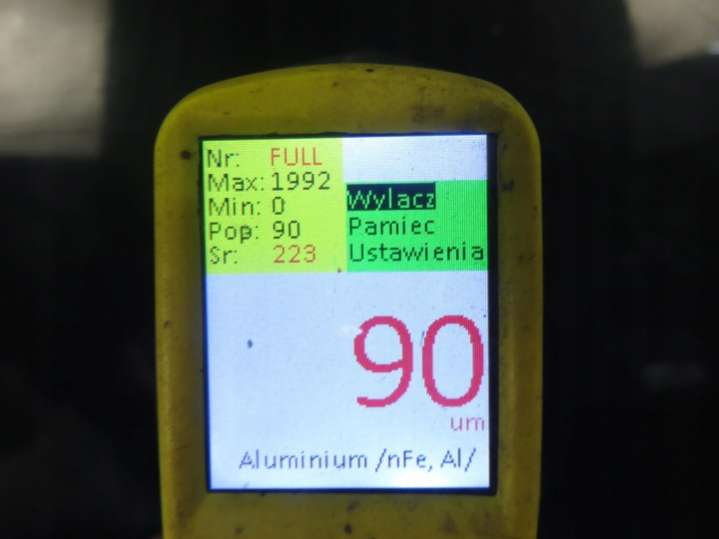 Nr: FULL
Max: 1992
Min: 0
Pop: 90
Sr: 223
Wylacz
Pamiec
Ustawienia
90
um
Aluminium /nFe, Al/